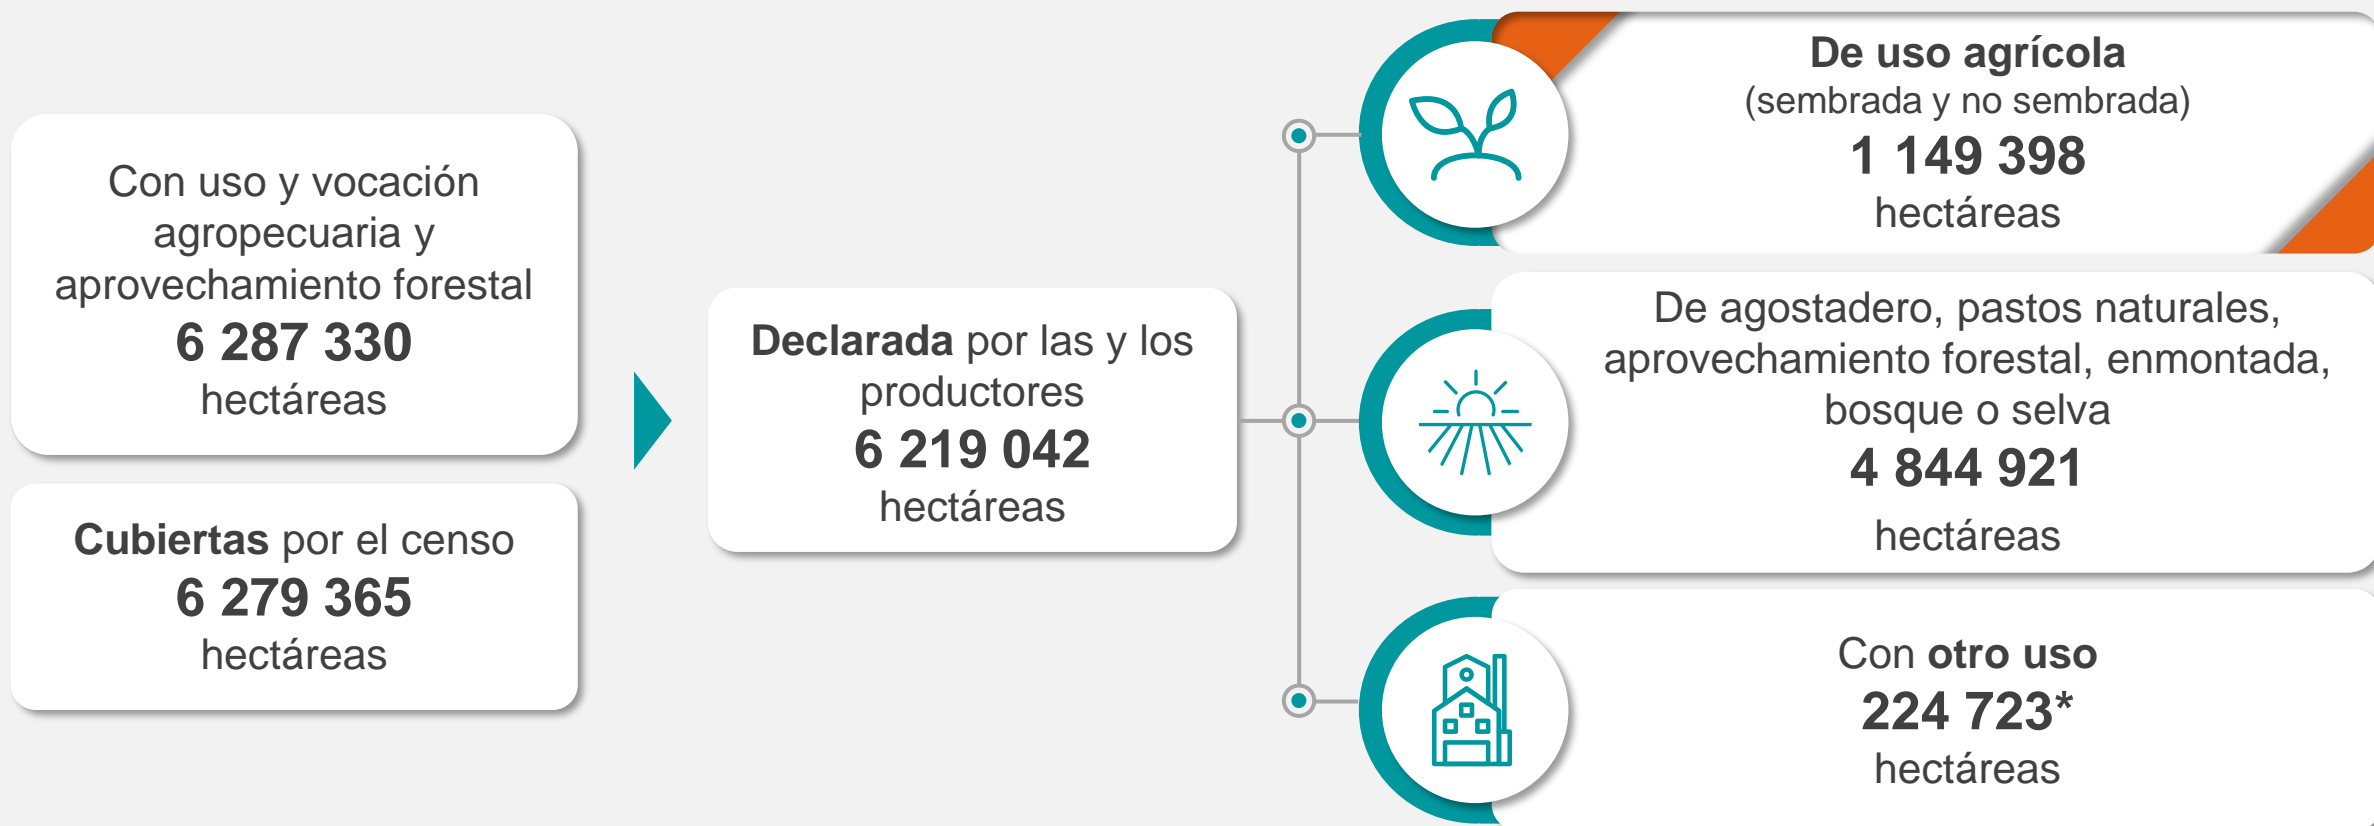 Con uso y vocación
agropecuaria y
aprovechamiento forestal
6 287 330
hectáreas
Cubiertas por el censo
6 279 365
hectáreas
Declarada por las y los
productores
6 219 042
hectáreas
De uso agrícola
(sembrada y no sembrada)
1 149 398
hectáreas
De agostadero, pastos naturales,
aprovechamiento forestal, enmontada,
bosque o selva
4 844 921
hectáreas
Con otro uso
224 723*
hectáreas